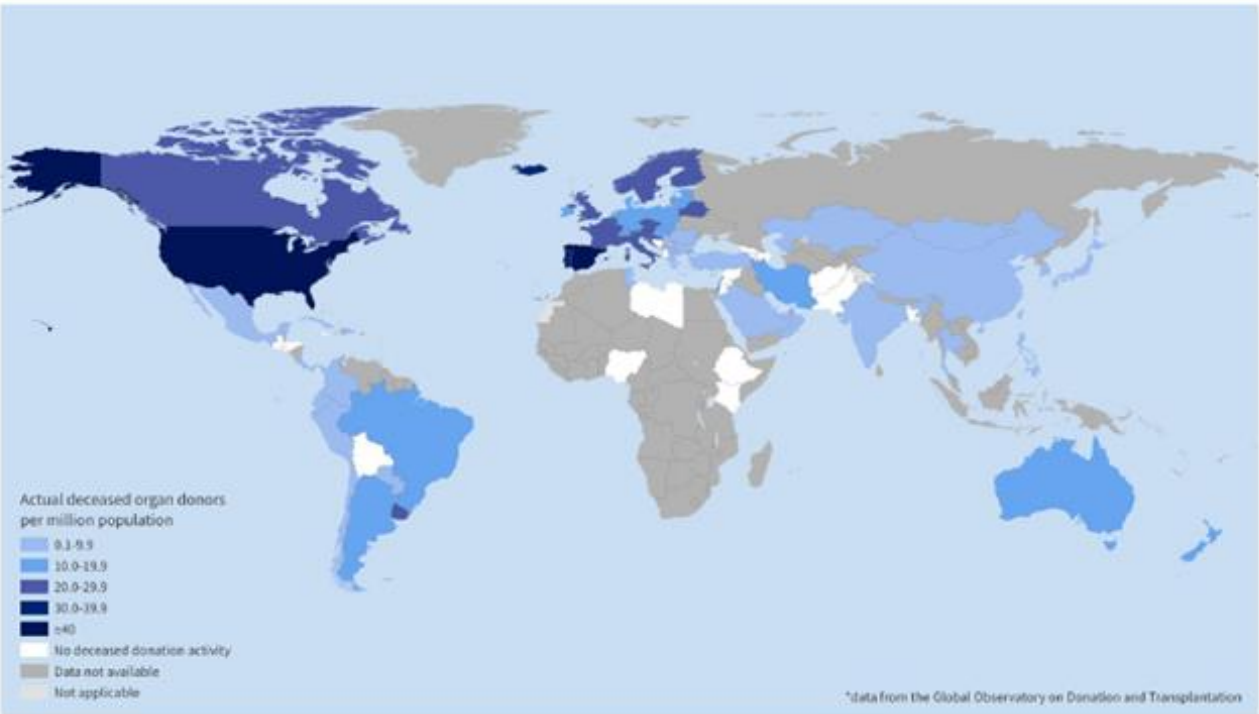 Actual deceased organ donors
per million population
0.1-9.9
10.0-19.9
20.0-29.9
30.0-39.9
≥40
No deceased donation activity
Data not available
Not applicable
*data from the Global Observatory on Donation and Transplantation